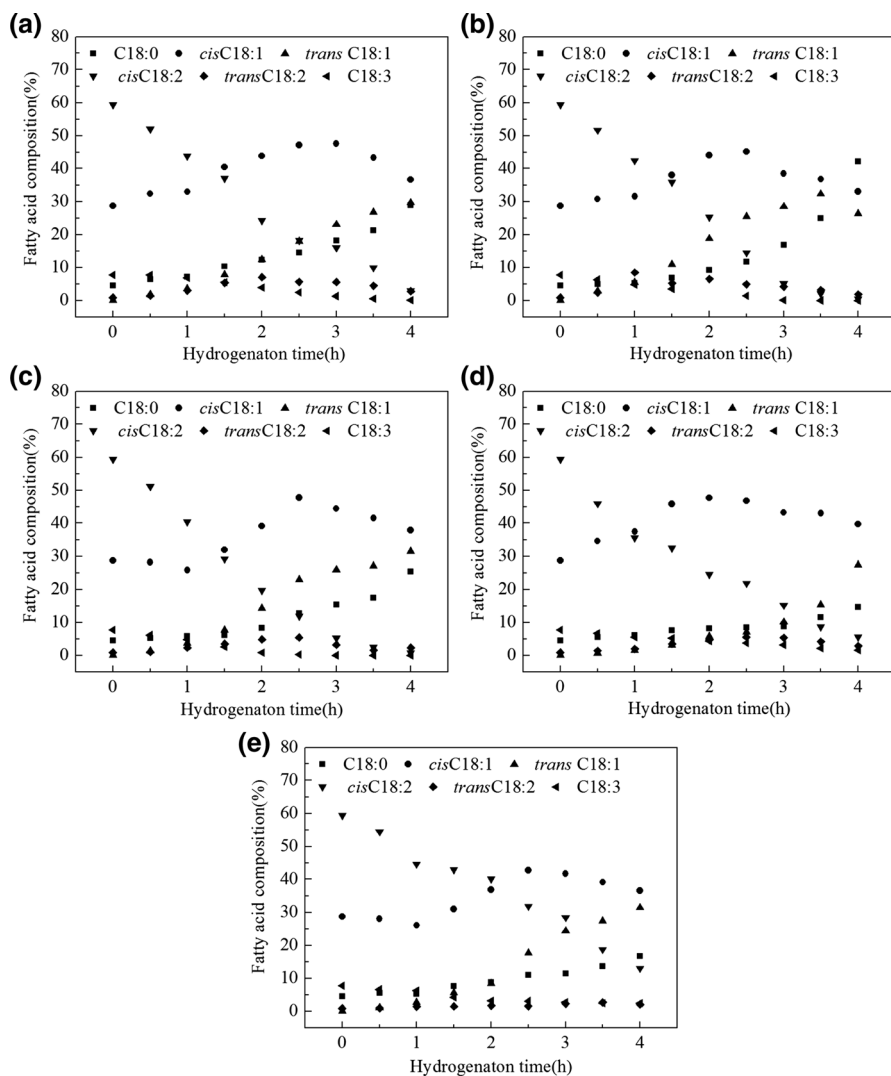 (a)
80
70
60
50
40
30
20
10
0
Fatty acid composition(%)
C18:0 cisC18:1 trans C18:1
cisC18:2 transC18:2 C18:3
0 1 2 3 4
Hydrogenaton time(h)
(b)
80
70
60
50
40
30
20
10
0
Fatty acid composition(%)
C18:0 cisC18:1 trans C18:1
cisC18:2 transC18:2 C18:3
0 1 2 3 4
Hydrogenaton time(h)
(c)
80
70
60
50
40
30
20
10
0
Fatty acid composition(%)
C18:0 cisC18:1 trans C18:1
cisC18:2 transC18:2 C18:3
0 1 2 3 4
Hydrogenaton time(h)
(d)
80
70
60
50
40
30
20
10
0
Fatty acid composition(%)
C18:0 cisC18:1 trans C18:1
cisC18:2 transC18:2 C18:3
0 1 2 3 4
Hydrogenaton time(h)
(e)
80
70
60
50
40
30
20
10
0
Fatty acid composition(%)
C18:0 cisC18:1 trans C18:1
cisC18:2 transC18:2 C18:3
0 1 2 3 4
Hydrogenaton time(h)